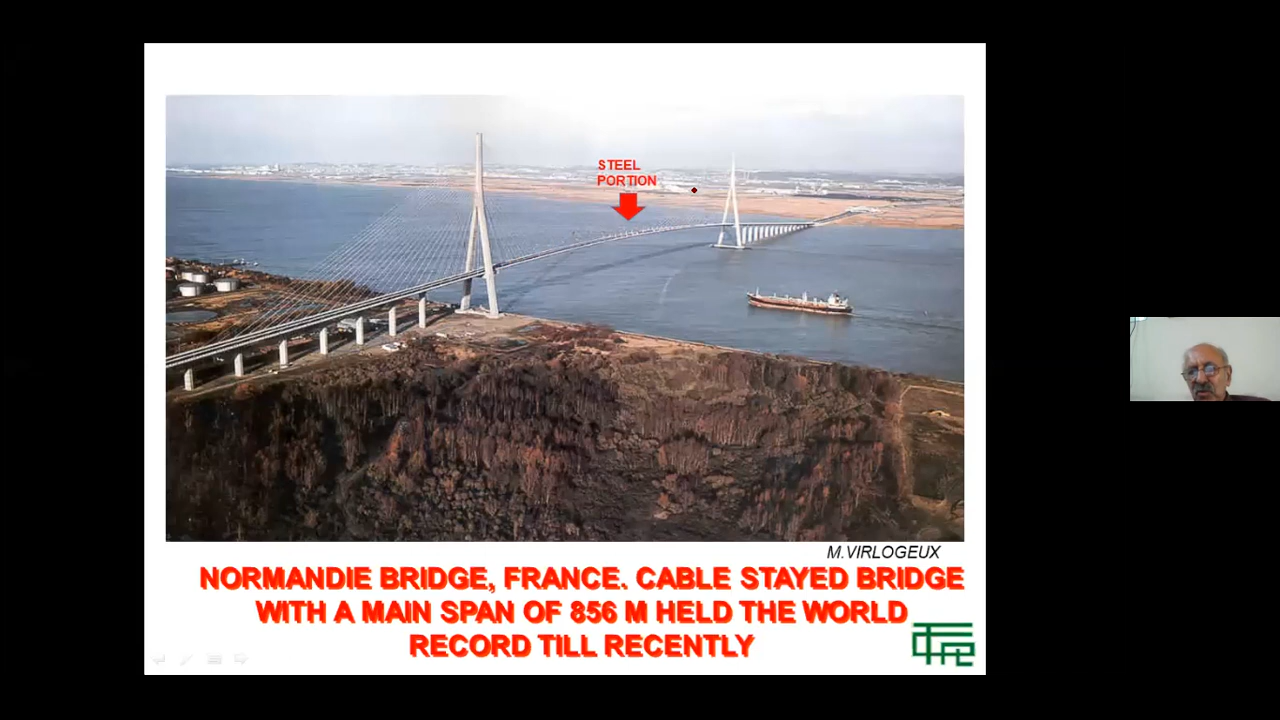 STEEL
PORTION
M.VIRLOGEUX
NORMANDIE BRIDGE, FRANCE. CABLE STAYED BRIDGE
WITH A MAIN SPAN OF 856 M HELD THE WORLD
RECORD TILL RECENTLY